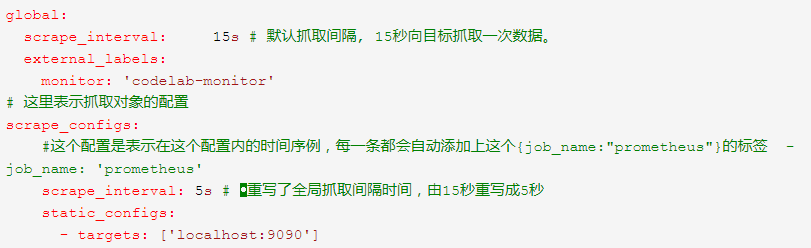 global:
  scrape_interval:     15s # 默认抓取间隔, 15秒向目标抓取一次数据。
  external_labels:
    monitor: 'codelab-monitor'
# 这里表示抓取对象的配置
scrape_configs:
    #这个配置是表示在这个配置内的时间序例，每一条都会自动添加上这个{job_name:"prometheus"}的标签  -
job_name: 'prometheus'
    scrape_interval: 5s # 重写了全局抓取间隔时间，由15秒重写成5秒
    static_configs:
      - targets: ['localhost:9090']